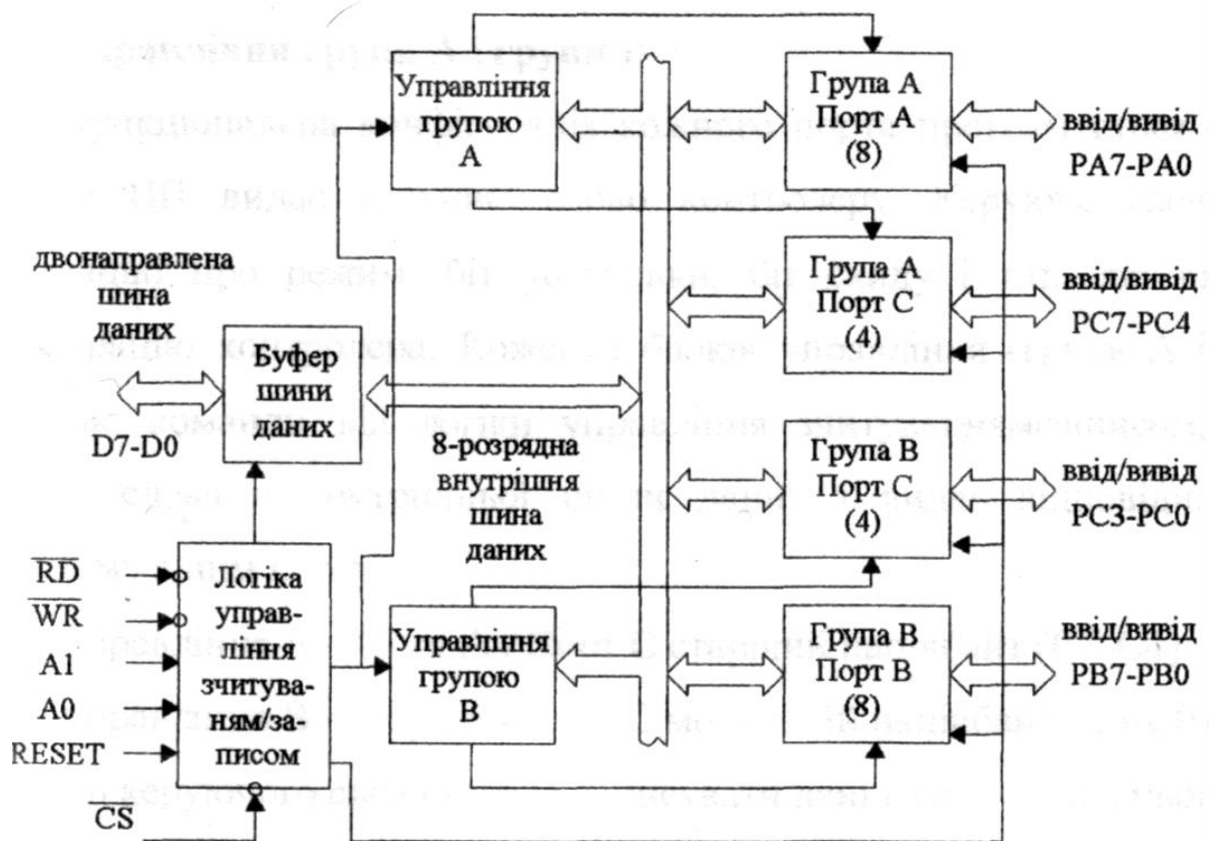 Управління
групою
А
Група А
Порт А
(8)
ввід/вивід
PA7-PA0
двонаправлена
шина
даних
D7-D0
Буфер
шини
даних
8-розрядна
внутрішня
шина
даних
Група А
Порт С
(4)
ввід/вивід
PC7-PC4
Група В
Порт С
(4)
ввід/вивід
PC3-PC0
RD
WR
A1
A0
RESET
CS
Логіка
управ-
ління
зчитува-
ням/за-
писом
Управління
групою
В
Група В
Порт В
(8)
ввід/вивід
PB7-PB0